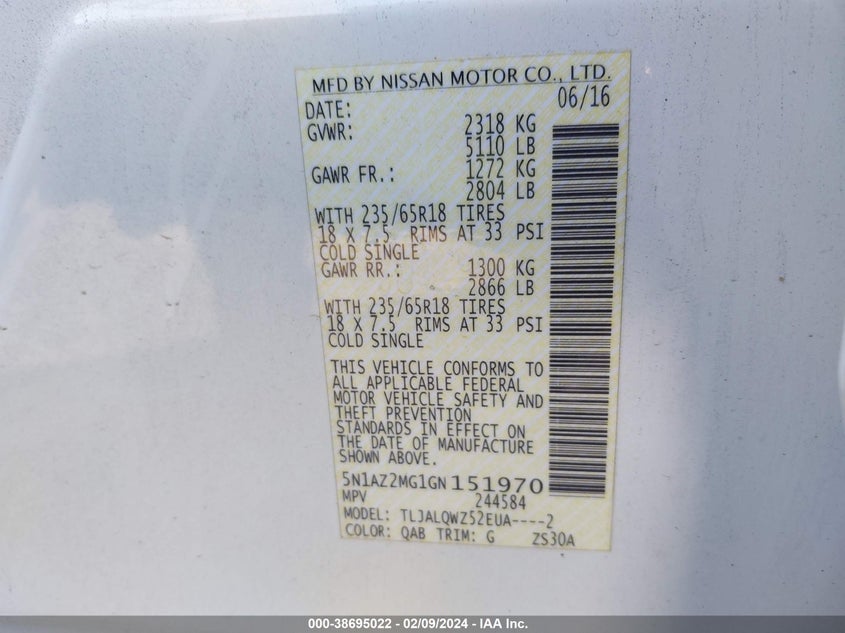 MFD BY NISSAN MOTOR CO., LTD.
DATE: 06/16
GVWR: 2318 KG
5110 LB
GAWR FR.: 1272 KG
2804 LB
WITH 235/65R18 TIRES
18 X 7.5 RIMS AT 33 PSI
COLD SINGLE
GAWR RR.: 1300 KG
2866 LB
WITH 235/65R18 TIRES
18 X 7.5 RIMS AT 33 PSI
COLD SINGLE
THIS VEHICLE CONFORMS TO
ALL APPLICABLE FEDERAL
MOTOR VEHICLE SAFETY AND
THEFT PREVENTION
STANDARDS IN EFFECT ON
THE DATE OF MANUFACTURE
SHOWN ABOVE.
5N1AZ2MG1GN151970
MPV 244584
MODEL: TLJALQWZ52EUA----2
COLOR: QAB TRIM: G ZS30A
000-38695022 - 02/09/2024 - IAA Inc.